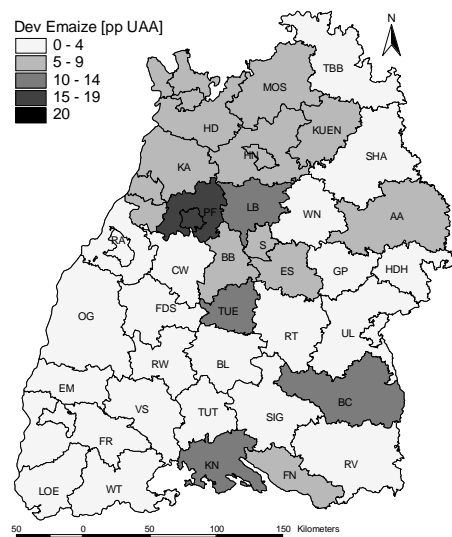 Dev Emaize [pp UAA]
0 - 4
5 - 9
10 - 14
15 - 19
20
N
TBB
MOS
HD
KUEN
HN
SHA
KA
PF
LB
WN
AA
RA
S
CW
BB
ES
GP
HDH
OG
FDS
TUE
RT
UL
RW
BL
EM
VS
TUT
SIG
BC
FR
KN
FN
RV
LOE
WT
50 0 50 100 150 Kilometers